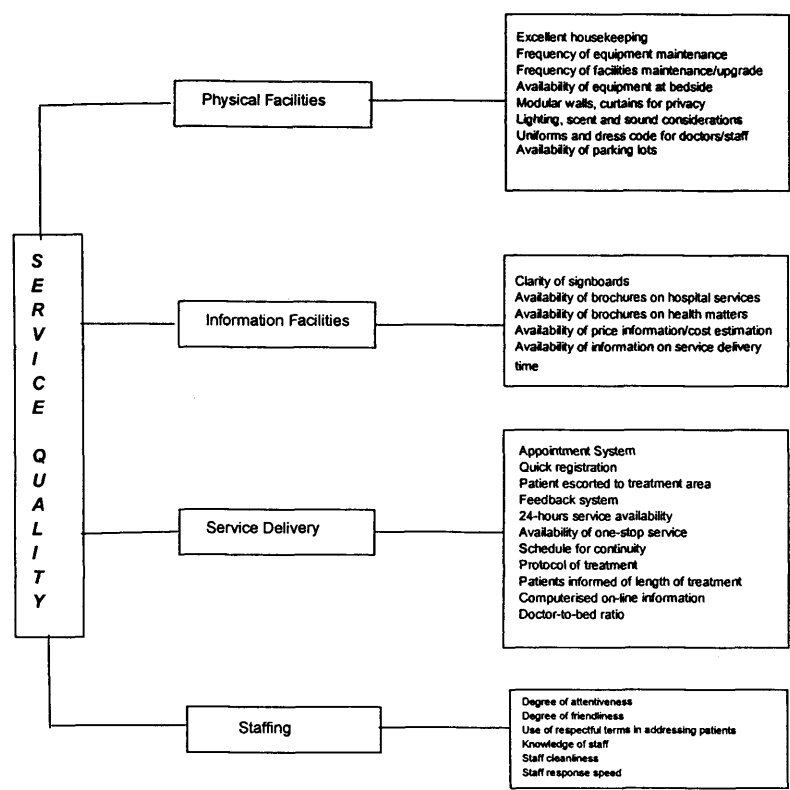 Physical Facilities
Excellent housekeeping
Frequency of equipment maintenance
Frequency of facilities maintenance/upgrade
Availability of equipment at bedside
Modular walls, curtains for privacy
Lighting, scent and sound considerations
Uniforms and dress code for doctors/staff
Availability of parking lots
SERVICE QUALITY
Information Facilities
Clarity of signboards
Availability of brochures on hospital services
Availability of brochures on health matters
Availability of price information/cost estimation
Availability of information on service delivery
time
Service Delivery
Appointment System
Quick registration
Patient escorted to treatment area
Feedback system
24-hours service availability
Availability of one-stop service
Schedule for continuity
Protocol of treatment
Patients informed of length of treatment
Computerised on-line information
Doctor-to-bed ratio
Staffing
Degree of attentiveness
Degree of friendliness
Use of respectful terms in addressing patients
Knowledge of staff
Staff cleanliness
Staff response speed